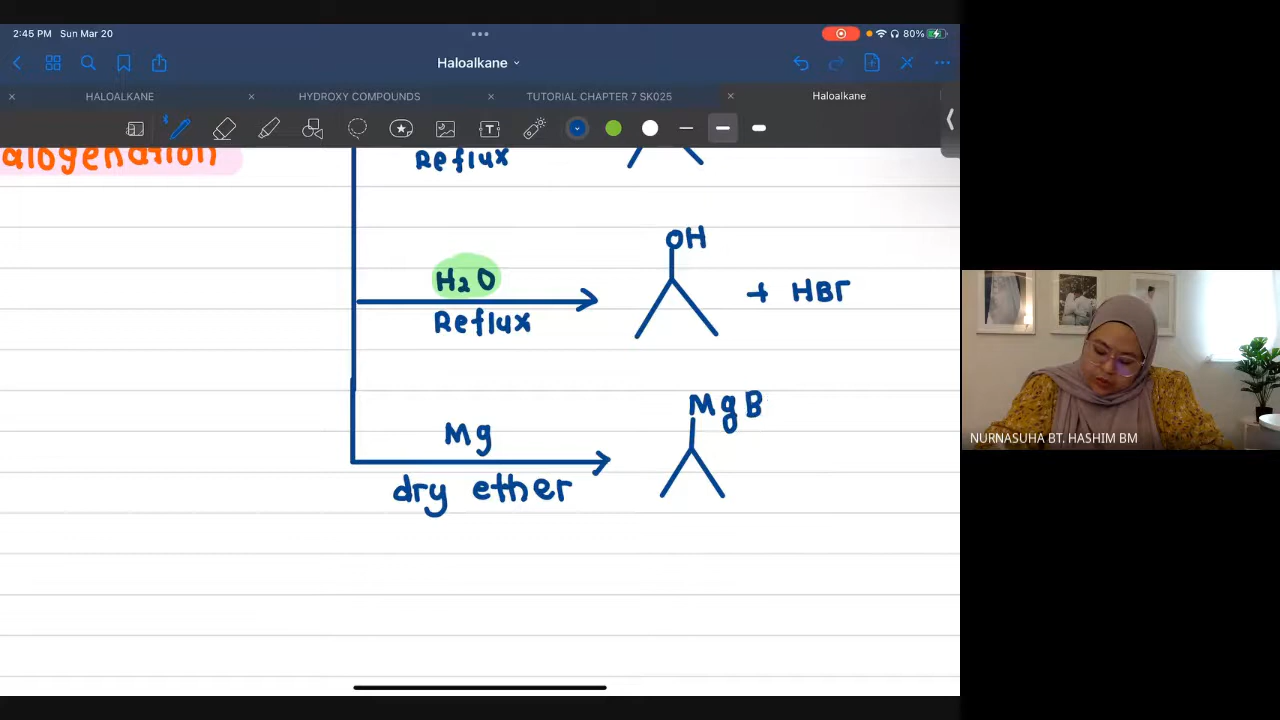 2:45 PM Sun Mar 20
80%
Haloalkane
HALOALKANE
HYDROXY COMPOUNDS
TUTORIAL CHAPTER 7 SK025
Haloalkane
alogenation
Reflux
OH
H₂O
+ HBr
Reflux
MgB
Mg
dry ether
NURNASUHA BT. HASHIM BM